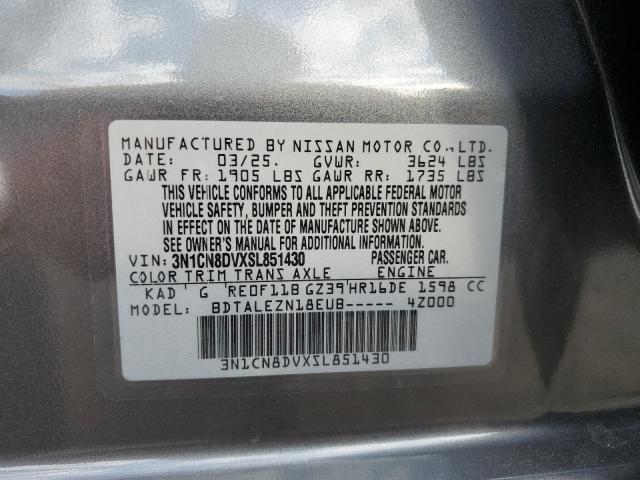 MANUFACTURED BY NISSAN MOTOR CO.,LTD.
DATE: 03/25. GVWR: 3624 LBS
GAWR FR: 1905 LBS GAWR RR: 1735 LBS
THIS VEHICLE CONFORMS TO ALL APPLICABLE FEDERAL MOTOR
VEHICLE SAFETY, BUMPER AND THEFT PREVENTION STANDARDS
IN EFFECT ON THE DATE OF MANUFACTURE SHOWN ABOVE.
SEE OWNER'S MANUAL FOR ADDITIONAL INFORMATION.
VIN: 3N1CN8DVXSL851430 PASSENGER CAR.
COLOR TRIM TRANS AXLE ENGINE
KAD ' G ' RE0F11B GZ39'HR16DE 1598 CC
MODEL: BDTALEZN18EUB----- 4Z000
3N1CN8DVXSL851430